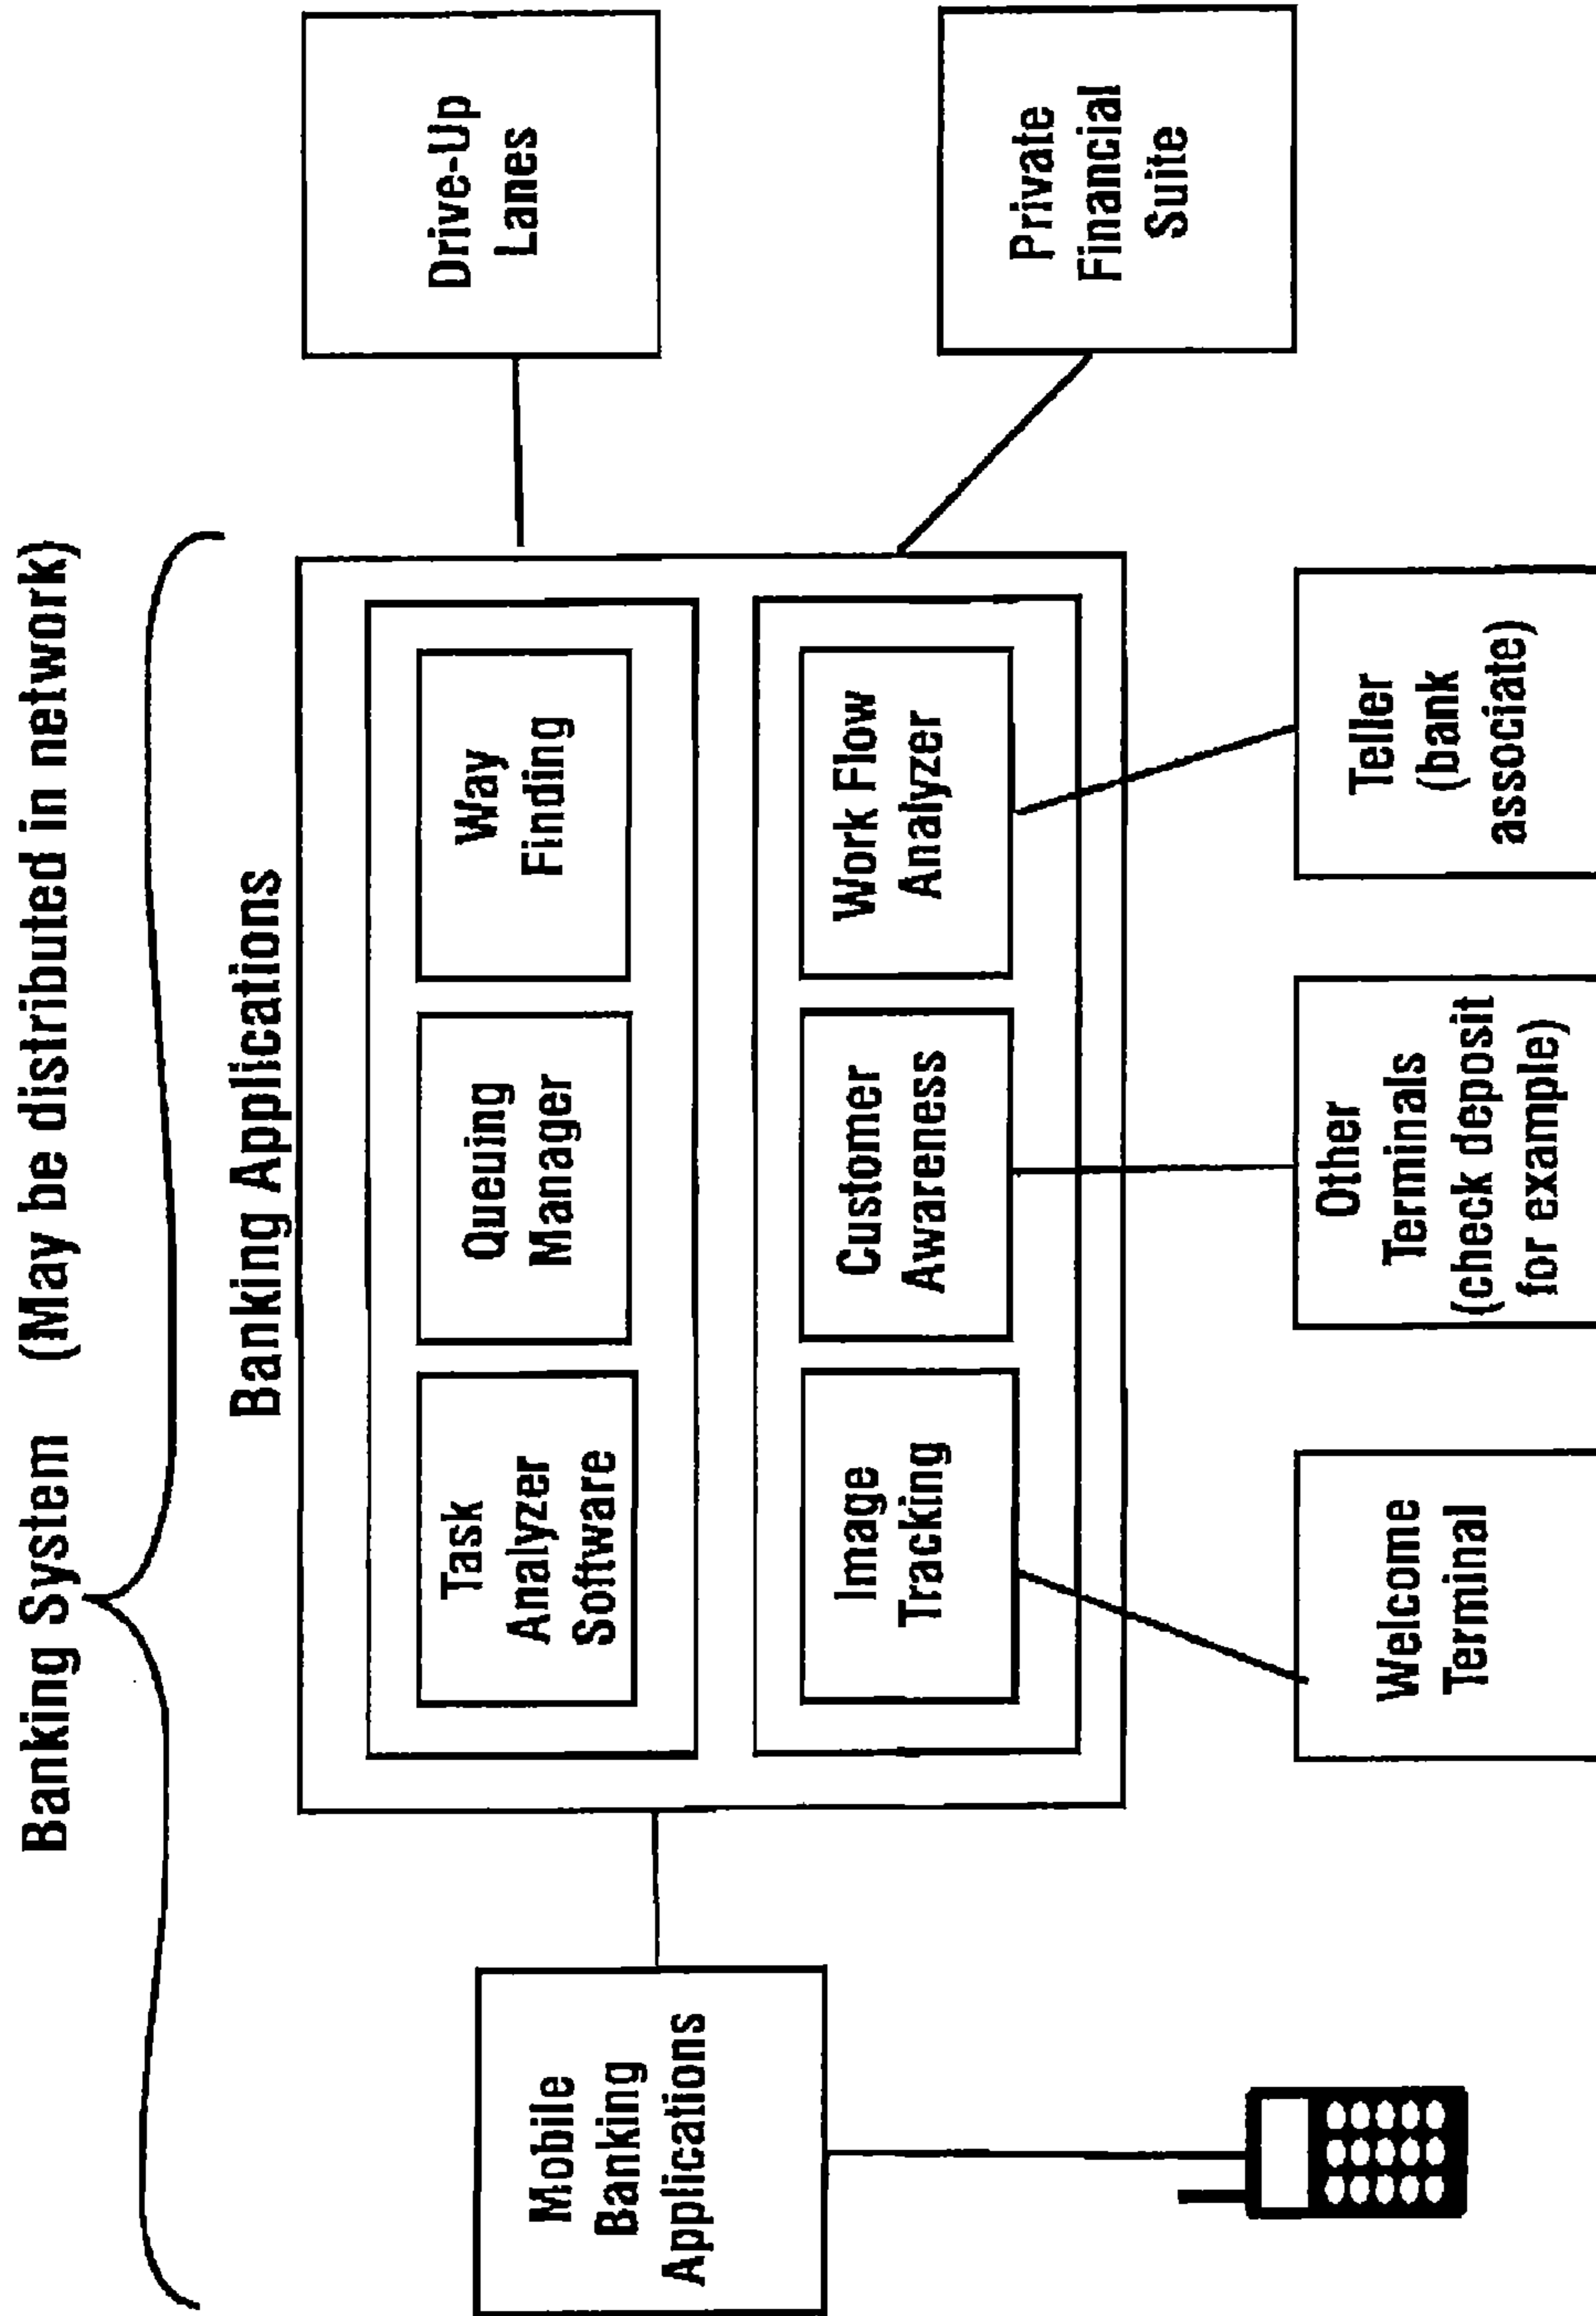 Banking System (May be distributed in network)
Banking Applications
Mobile
Banking
Applications
Task
Analyzer
Software
Queuing
Manager
Way
Finding
Image
Tracking
Customer
Awareness
Work Flow
Analyzer
Drive-Up
Lanes
Private
Financial
Suite
Welcome
Terminal
Other
Terminals
(check deposit
for example)
Teller
(bank
associate)